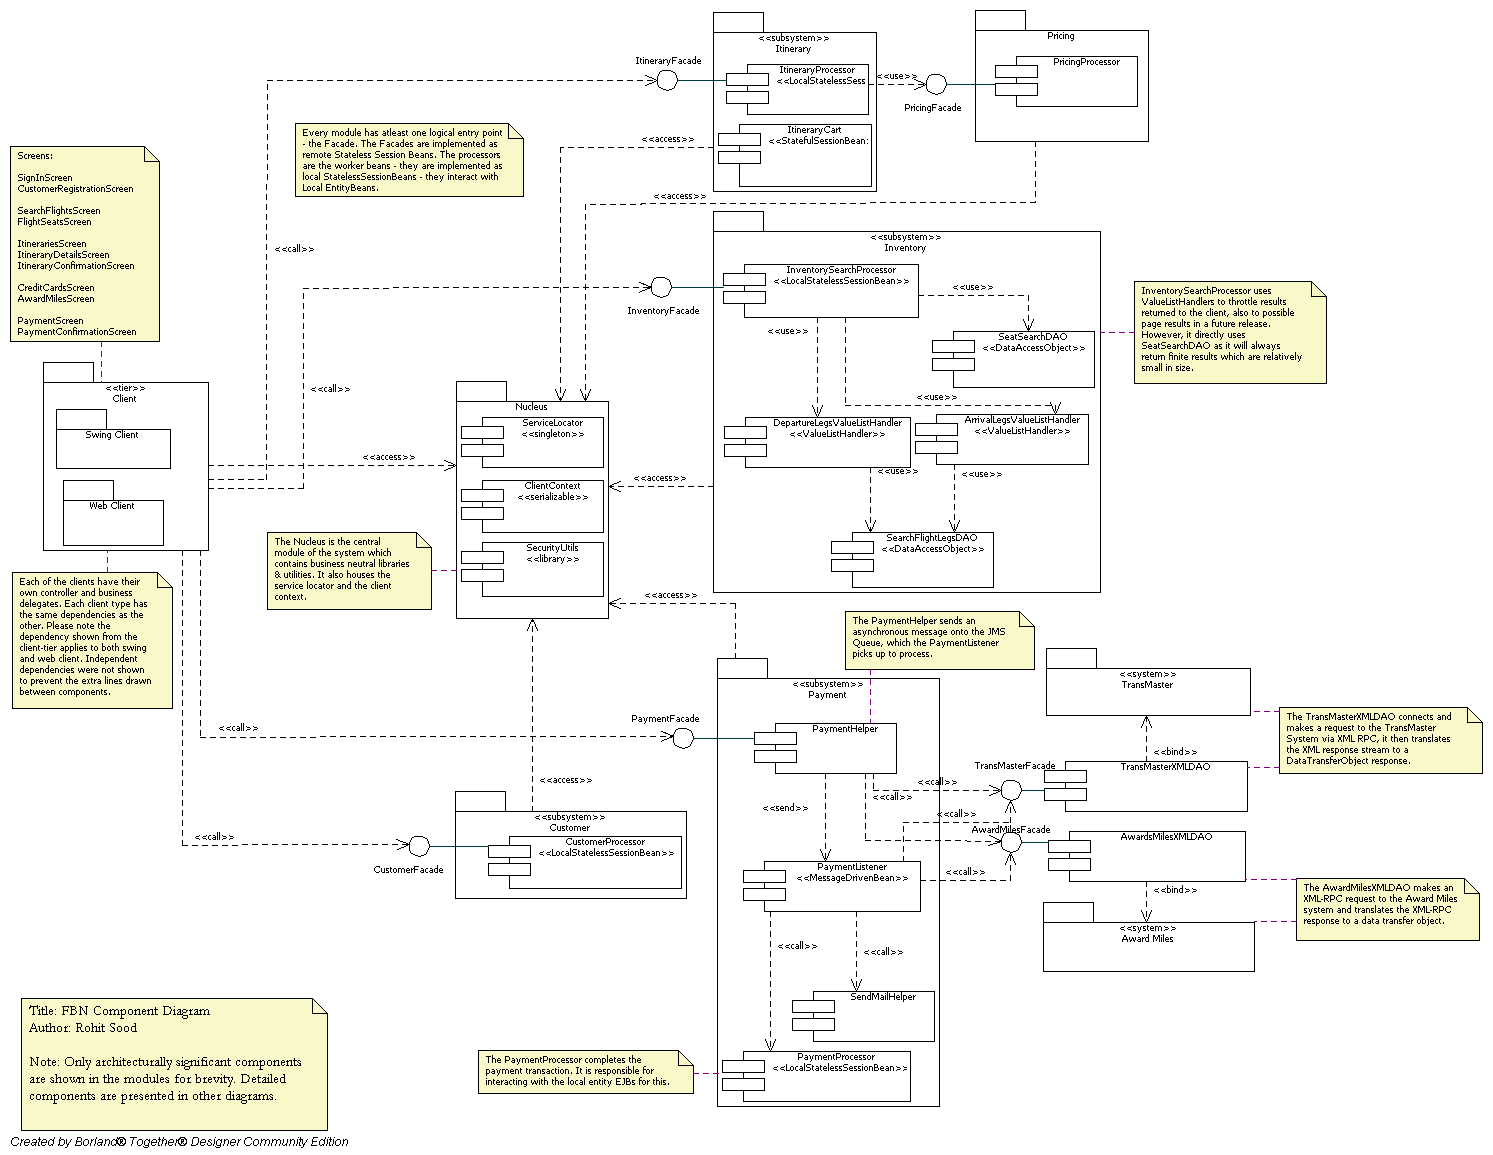 <<subsystem>>
Itinerary
ItineraryProcessor
<<LocalStatelessSess
ItineraryCart
<<StatefulSessionBean:
ItineraryFacade
<<use>>
PricingFacade
Pricing
PricingProcessor
Every module has atleast one logical entry point
- the Facade. The Facades are implemented as
remote Stateless Session Beans. The processors
are the worker beans - they are implemented as
local StatelessSessionBeans - they interact with
Local EntityBeans.
<<access>>
<<access>>
Screens:
SignInScreen
CustomerRegistrationScreen
SearchFlightsScreen
FlightSeatsScreen
ItinerariesScreen
ItineraryDetailsScreen
ItineraryConfirmationScreen
CreditCardsScreen
AwardMilesScreen
PaymentScreen
PaymentConfirmationScreen
<<call>>
<<call>>
InventoryFacade
<<subsystem>>
Inventory
InventorySearchProcessor
<<LocalStatelessSessionBean>>
<<use>>
<<use>>
SeatSearchDAO
<<DataAccessObject>>
<<use>>
DepartureLegsValueListHandler
<<ValueListHandler>>
ArrivalLegsValueListHandler
<<ValueListHandler>>
<<use>>
<<use>>
SearchFlightLegsDAO
<<DataAccessObject>>
InventorySearchProcessor uses
ValueListHandlers to throttle results
returned to the client, also to possible
page results in a future release.
However, it directly uses
SeatSearchDAO as it will always
return finite results which are relatively
small in size.
<<tier>>
Client
Swing Client
Web Client
<<access>>
Nucleus
ServiceLocator
<<singleton>>
ClientContext
<<serializable>>
SecurityUtils
<<library>>
<<access>>
<<access>>
The Nucleus is the central
module of the system which
contains business neutral libraries
& utilities. It also houses the
service locator and the client
context.
Each of the clients have their
own controller and business
delegates. Each client type has
the same dependencies as the
other. Please note the
dependency shown from the
client-tier applies to both swing
and web client. Independent
dependencies were not shown
to prevent the extra lines drawn
between components.
The PaymentHelper sends an
asynchronous message onto the JMS
Queue, which the PaymentListener
picks up to process.
<<call>>
PaymentFacade
<<subsystem>>
Payment
PaymentHelper
<<send>>
<<call>>
<<call>>
<<call>>
TransMasterFacade
AwardMilesFacade
<<system>>
TransMaster
<<bind>>
TransMasterXMLDAO
The TransMasterXMLDAO connects and
makes a request to the TransMaster
System via XML RPC, it then translates
the XML response stream to a
DataTransferObject response.
AwardsMilesXMLDAO
<<bind>>
<<system>>
Award Miles
The AwardMilesXMLDAO makes an
XML-RPC request to the Award Miles
system and translates the XML-RPC
response to a data transfer object.
<<access>>
<<call>>
CustomerFacade
<<subsystem>>
Customer
CustomerProcessor
<<LocalStatelessSessionBean>>
PaymentListener
<<MessageDrivenBean>>
<<call>>
<<call>>
<<call>>
SendMailHelper
PaymentProcessor
<<LocalStatelessSessionBean>>
The PaymentProcessor completes the
payment transaction. It is responsible for
interacting with the local entity EJBs for this.
Title: FBN Component Diagram
Author: Rohit Sood
Note: Only architecturally significant components
are shown in the modules for brevity. Detailed
components are presented in other diagrams.
Created by Borland® Together® Designer Community Edition